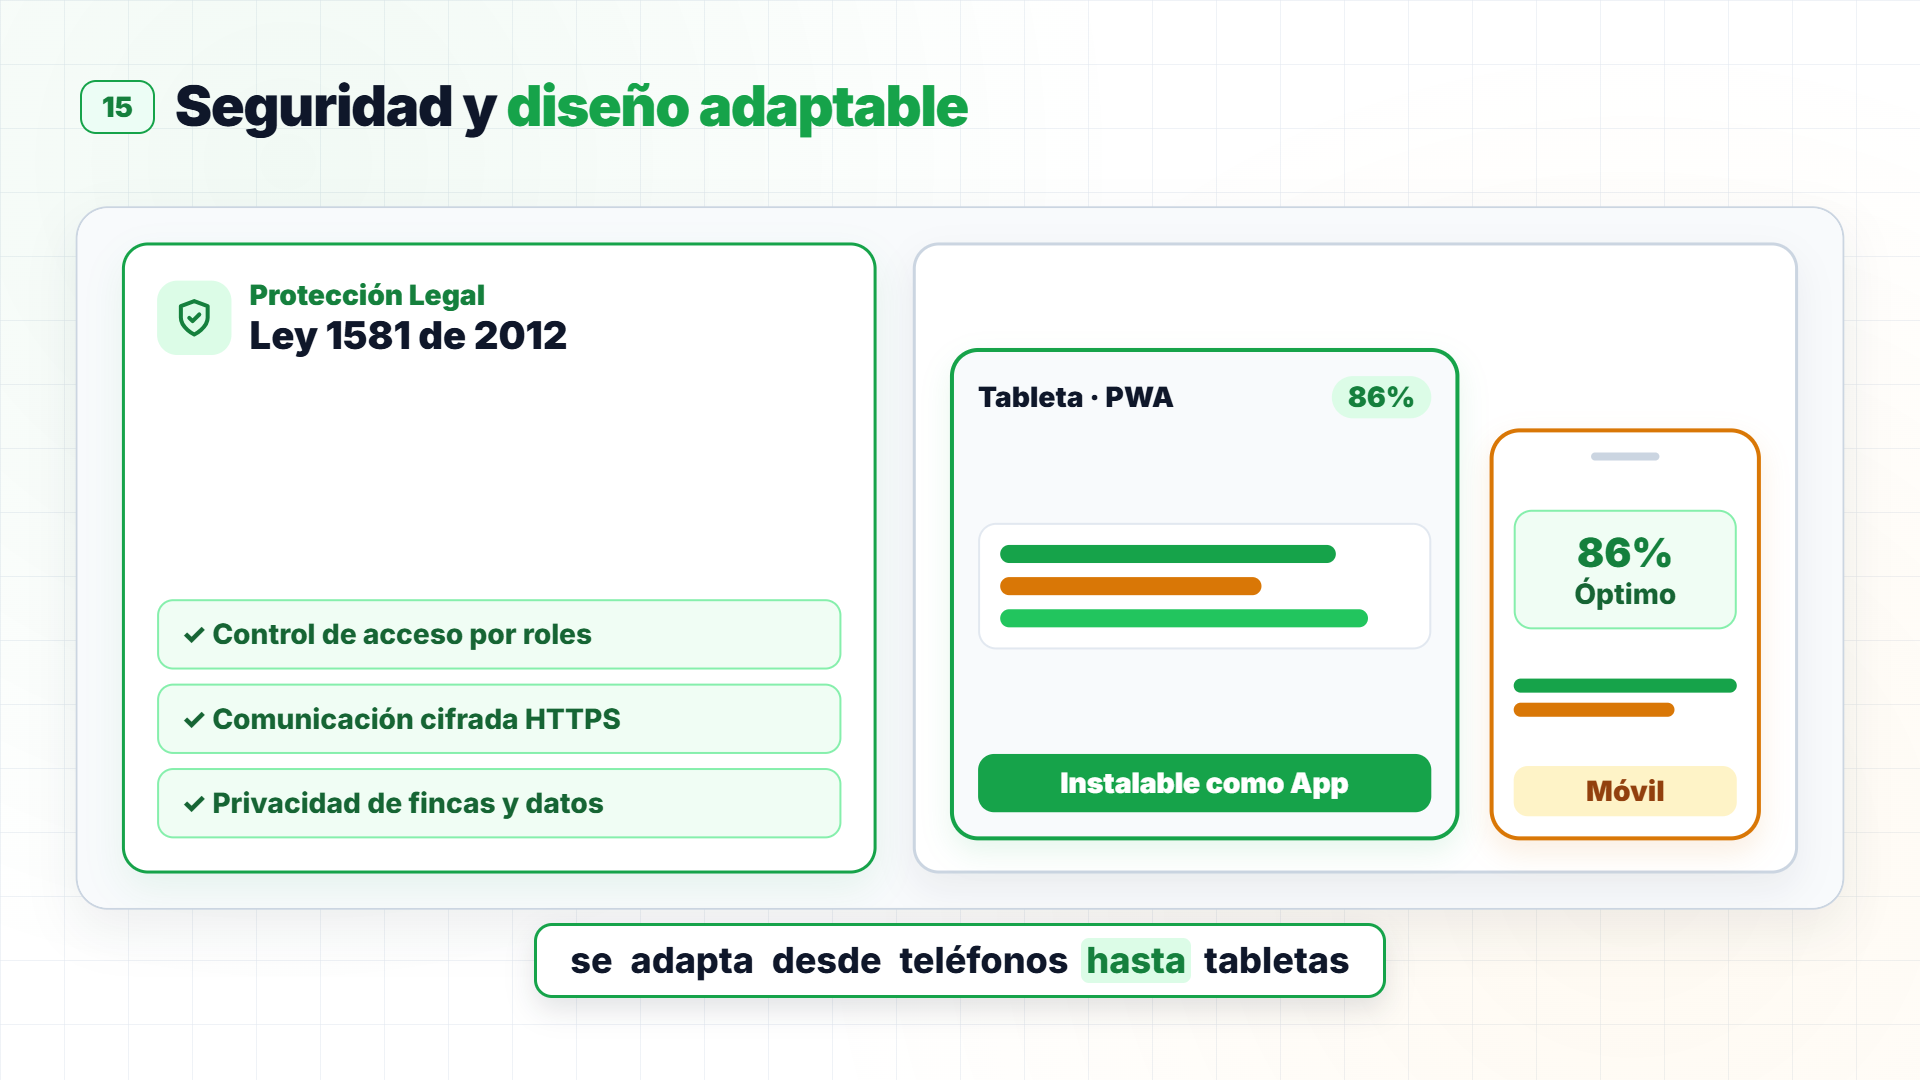 15
Seguridad y diseño adaptable
Protección Legal
Ley 1581 de 2012
✓ Control de acceso por roles
✓ Comunicación cifrada HTTPS
✓ Privacidad de fincas y datos
Tableta · PWA
86%
Instalable como App
86%
Óptimo
Móvil
se adapta desde teléfonos hasta tabletas